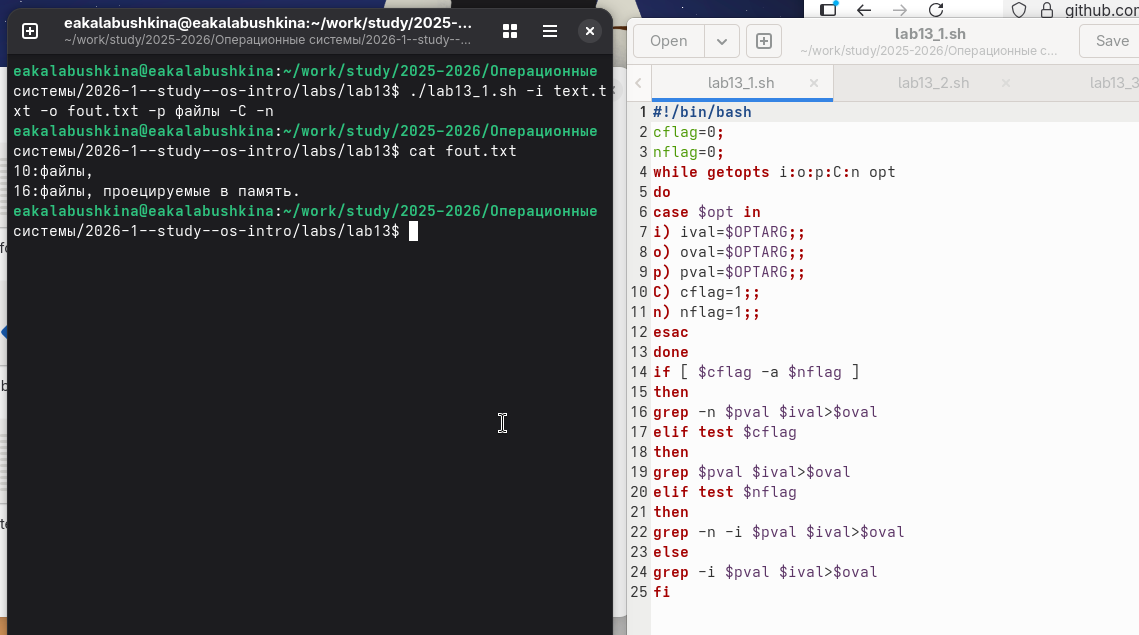 eakalabushkina@eakalabushkina:~/work/study/2025-...
~/work/study/2025-2026/Операционные системы/2026-1--study--...
eakalabushkina@eakalabushkina:~/work/study/2025-2026/Операционные
системы/2026-1--study--os-intro/labs/lab13$ ./lab13_1.sh -i text.t
xt -o fout.txt -p файлы -C -n
eakalabushkina@eakalabushkina:~/work/study/2025-2026/Операционные
системы/2026-1--study--os-intro/labs/lab13$ cat fout.txt
10:файлы,
16:файлы, проецируемые в память.
eakalabushkina@eakalabushkina:~/work/study/2025-2026/Операционные
системы/2026-1--study--os-intro/labs/lab13$
github.com
Open
lab13_1.sh
~/work/study/2025-2026/Операционные с...
Save
lab13_1.sh
lab13_2.sh
lab13_3
1 #!/bin/bash
2 cflag=0;
3 nflag=0;
4 while getopts i:o:p:C:n opt
5 do
6 case $opt in
7 i) ival=$OPTARG;;
8 o) oval=$OPTARG;;
9 p) pval=$OPTARG;;
10 C) cflag=1;;
11 n) nflag=1;;
12 esac
13 done
14 if [ $cflag -a $nflag ]
15 then
16 grep -n $pval $ival>$oval
17 elif test $cflag
18 then
19 grep $pval $ival>$oval
20 elif test $nflag
21 then
22 grep -n -i $pval $ival>$oval
23 else
24 grep -i $pval $ival>$oval
25 fi